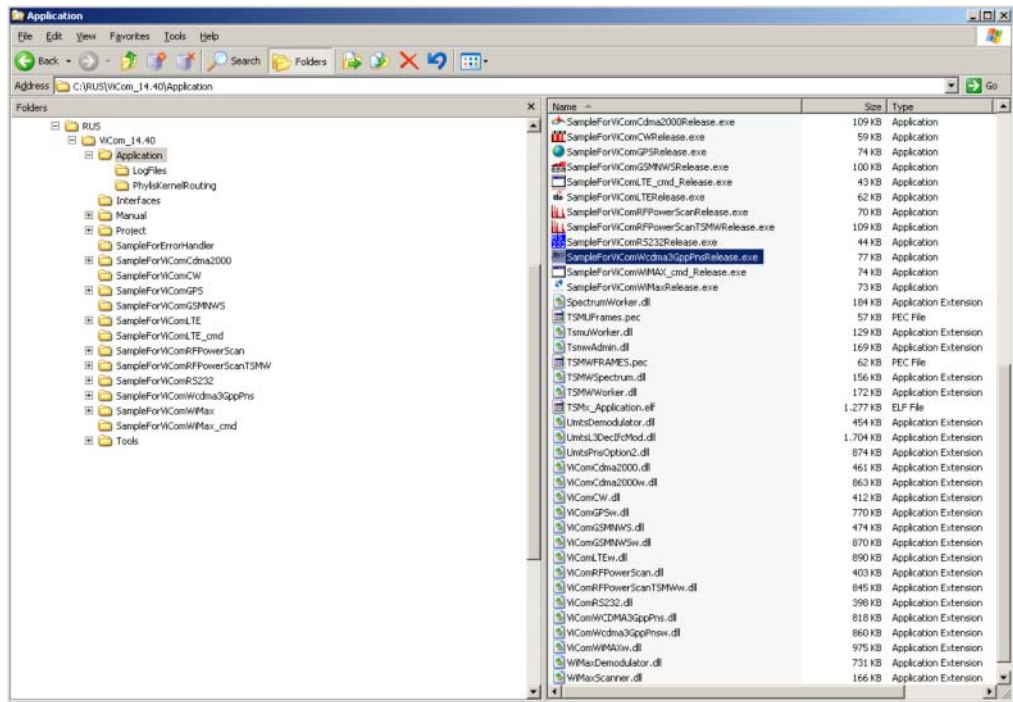 Application
File Edit View Favorites Tools Help
Back Search Folders
Address C:\RUS\ViCom_14.40\Application Go
Folders
RUS
ViCom_14.40
Application
LogFiles
PhylisKernelRouting
Interfaces
Manual
Project
SampleForErrorHandler
SampleForViComCdma2000
SampleForViComCW
SampleForViComGPS
SampleForViComGSMNWS
SampleForViComLTE
SampleForViComLTE_cmd
SampleForViComRFPowerScan
SampleForViComRFPowerScanTSMW
SampleForViComRS232
SampleForViComWcdma3GppPns
SampleForViComWiMax
SampleForViComWiMax_cmd
Tools
Name Size Type
SampleForViComCdma2000Release.exe 109 KB Application
SampleForViComCWRelease.exe 59 KB Application
SampleForViComGPSRelease.exe 74 KB Application
SampleForViComGSMNWSRelease.exe 100 KB Application
SampleForViComLTE_cmd_Release.exe 43 KB Application
SampleForViComLTERelease.exe 62 KB Application
SampleForViComRFPowerScanRelease.exe 70 KB Application
SampleForViComRFPowerScanTSMWRelease.exe 109 KB Application
SampleForViComRS232Release.exe 44 KB Application
SampleForViComWcdma3GppPnsRelease.exe 77 KB Application
SampleForViComWiMAX_cmd_Release.exe 74 KB Application
SampleForViComWiMaxRelease.exe 73 KB Application
SpectrumWorker.dll 184 KB Application Extension
TSMUFrames.pec 57 KB PEC File
TsmuWorker.dll 129 KB Application Extension
TsmwAdmin.dll 169 KB Application Extension
TSMWFRAMES.pec 62 KB PEC File
TSMWSpectrum.dll 156 KB Application Extension
TSMWWorker.dll 172 KB Application Extension
TSMx_Application.elf 1.277 KB ELF File
UmtsDemodulator.dll 454 KB Application Extension
UmtsL3DecIfcMod.dll 1.704 KB Application Extension
UmtsPnsOption2.dll 874 KB Application Extension
ViComCdma2000.dll 461 KB Application Extension
ViComCdma2000w.dll 863 KB Application Extension
ViComCW.dll 412 KB Application Extension
ViComGPSw.dll 770 KB Application Extension
ViComGSMNWS.dll 474 KB Application Extension
ViComGSMNWSw.dll 870 KB Application Extension
ViComLTEw.dll 890 KB Application Extension
ViComRFPowerScan.dll 403 KB Application Extension
ViComRFPowerScanTSMWw.dll 845 KB Application Extension
ViComRS232.dll 398 KB Application Extension
ViComWCDMA3GppPns.dll 818 KB Application Extension
ViComWcdma3GppPnsw.dll 860 KB Application Extension
ViComWiMAXw.dll 975 KB Application Extension
WiMaxDemodulator.dll 731 KB Application Extension
WiMaxScanner.dll 166 KB Application Extension